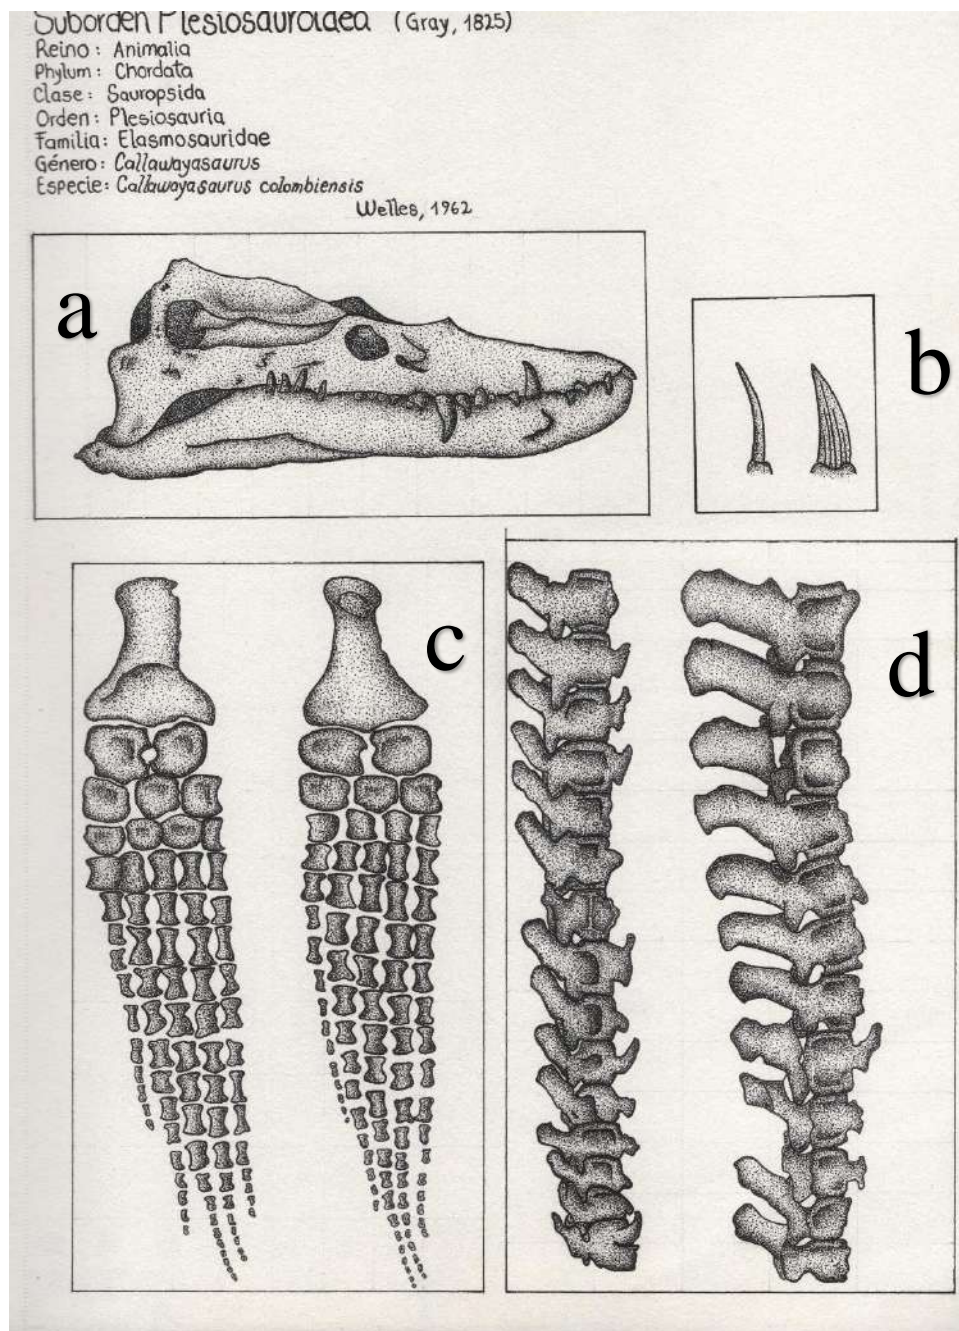 Suborden Plesiosauroidea (Gray, 1825)
Reino: Animalia
Phylum: Chordata
Clase: Sauropsida
Orden: Plesiosauria
Familia: Elasmosauridae
Género: Callawayasaurus
Especie: Callawayasaurus colombiensis
Welles, 1962
a
b
c
d